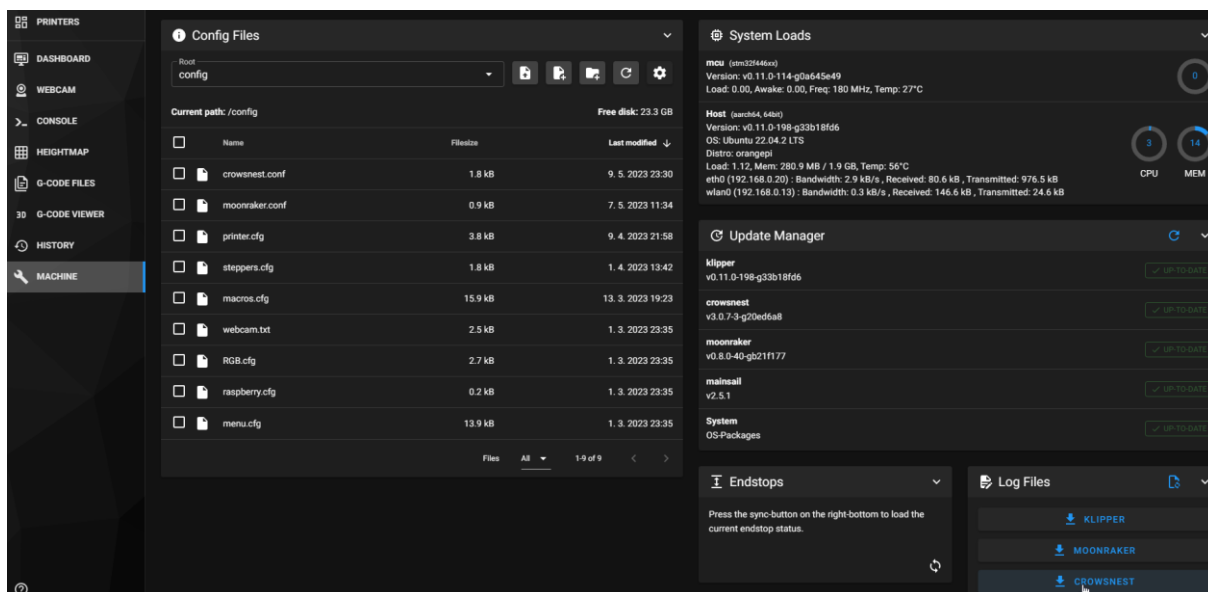 PRINTERS
DASHBOARD
WEBCAM
CONSOLE
HEIGHTMAP
G-CODE FILES
3D G-CODE VIEWER
HISTORY
MACHINE
Config Files
Root
config
Current path: /config
Free disk: 23.3 GB
Name Filesize Last modified
crowsnest.conf 1.8 kB 9. 5. 2023 23:30
moonraker.conf 0.9 kB 7. 5. 2023 11:34
printer.cfg 3.8 kB 9. 4. 2023 21:58
steppers.cfg 1.8 kB 1. 4. 2023 13:42
macros.cfg 15.9 kB 13. 3. 2023 19:23
webcam.txt 2.5 kB 1. 3. 2023 23:35
RGB.cfg 2.7 kB 1. 3. 2023 23:35
raspberry.cfg 0.2 kB 1. 3. 2023 23:35
menu.cfg 13.9 kB 1. 3. 2023 23:35
Files All 1-9 of 9
System Loads
mcu (stm32f446xx)
Version: v0.11.0-114-g0a645e49
Load: 0.00, Awake: 0.00, Freq: 180 MHz, Temp: 27°C
0
Host (aarch64, 64bit)
Version: v0.11.0-198-g33b18fd6
OS: Ubuntu 22.04.2 LTS
Distro: orangepi
Load: 1.12, Mem: 280.9 MB / 1.9 GB, Temp: 56°C
eth0 (192.168.0.20) : Bandwidth: 2.9 kB/s , Received: 80.6 kB , Transmitted: 976.5 kB
wlan0 (192.168.0.13) : Bandwidth: 0.3 kB/s , Received: 146.6 kB , Transmitted: 24.6 kB
3 14
CPU MEM
Update Manager
klipper
v0.11.0-198-g33b18fd6
UP-TO-DATE
crowsnest
v3.0.7-3-g20ed6a8
UP-TO-DATE
moonraker
v0.8.0-40-gb21f177
UP-TO-DATE
mainsail
v2.5.1
UP-TO-DATE
System
OS-Packages
UP-TO-DATE
Endstops
Press the sync-button on the right-bottom to load the
current endstop status.
Log Files
KLIPPER
MOONRAKER
CROWSNEST